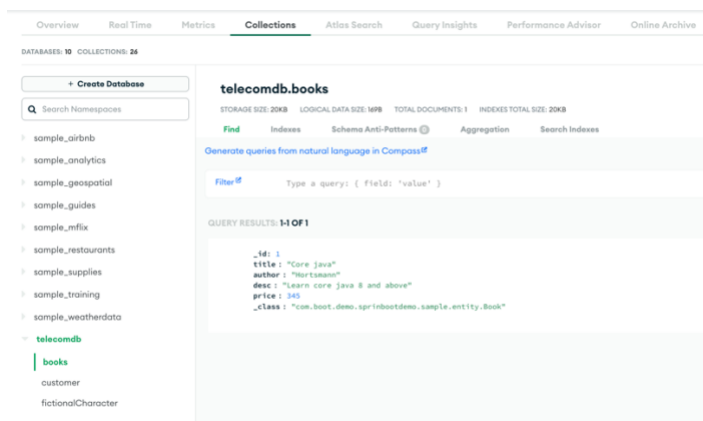 Overview Real Time Metrics Collections Atlas Search Query Insights Performance Advisor Online Archive
DATABASES: 10 COLLECTIONS: 26
+ Create Database
Search Namespaces
sample_airbnb
sample_analytics
sample_geospatial
sample_guides
sample_mflix
sample_restaurants
sample_supplies
sample_training
sample_weatherdata
telecomdb
books
customer
fictionalCharacter
telecomdb.books
STORAGE SIZE: 20KB LOGICAL DATA SIZE: 169B TOTAL DOCUMENTS: 1 INDEXES TOTAL SIZE: 20KB
Find Indexes Schema Anti-Patterns 0 Aggregation Search Indexes
Generate queries from natural language in Compass
Filter Type a query: { field: 'value' }
QUERY RESULTS: 1-1 OF 1
_id: 1
title : "Core java"
author : "Hortsmann"
desc : "Learn core java 8 and above"
price : 345
_class : "com.boot.demo.sprinbootdemo.sample.entity.Book"